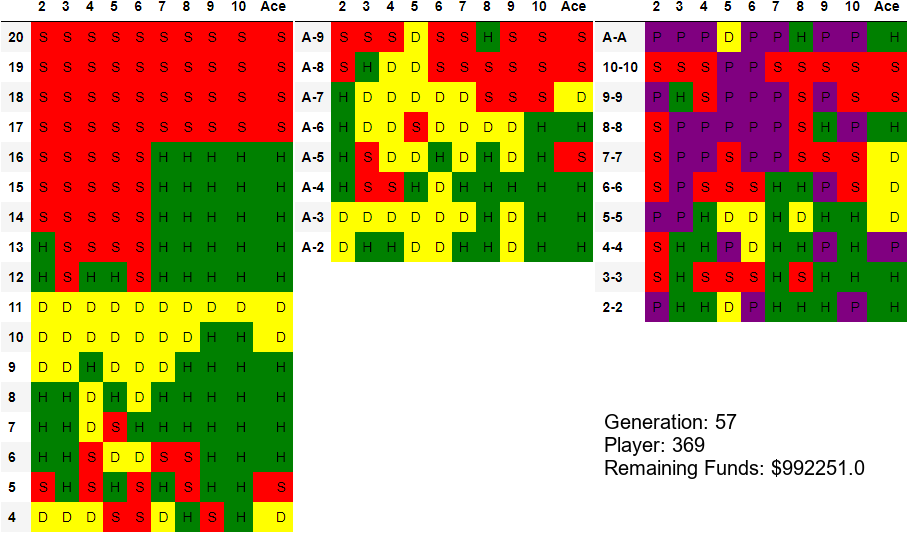 2 3 4 5 6 7 8 9 10 Ace
20 S S S S S S S S S S
19 S S S S S S S S S S
18 S S S S S S S S S S
17 S S S S S S S S S S
16 S S S S S H H H H H
15 S S S S S H H H H H
14 S S S S S H H H H H
13 H S S S S H H H H H
12 H S H H S H H H H H
11 D D D D D D D D D D
10 D D D D D D D H H D
9 D D H D D D H H H H
8 H H D H D H H H H H
7 H H D S H H H H H H
6 H H S D D S S H H H
5 S H S H S H S H H S
4 D D D S S D H S H D
2 3 4 5 6 7 8 9 10 Ace
A-9 S S S D S S H S S S
A-8 S H D D S S S S S S
A-7 H D D D D D S S S D
A-6 H D D S D D D D H H
A-5 H S D D H D H D H S
A-4 H S S H D H H H H H
A-3 D D D D D D H D H H
A-2 D H H D D H H D H H
2 3 4 5 6 7 8 9 10 Ace
A-A P P P D P P H P P H
10-10 S S S P P S S S S S
9-9 P H S P P P S P S S
8-8 S P P P P P S H P H
7-7 S P P S P P S S S D
6-6 S P S S S H H P S D
5-5 P P H D D H D H H D
4-4 S H H P D H H P H P
3-3 S H S S S H S H H H
2-2 P H H D P H H H P H
Generation: 57
Player: 369
Remaining Funds: $992251.0